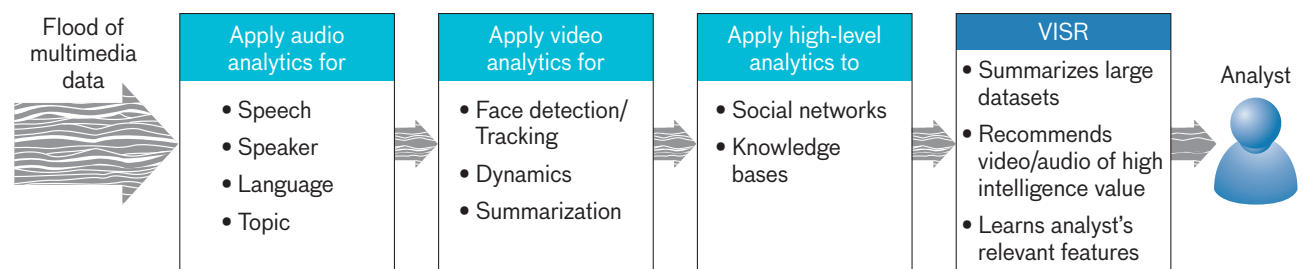 Flood of
multimedia
data
Apply audio
analytics for
• Speech
• Speaker
• Language
• Topic
Apply video
analytics for
• Face detection/
Tracking
• Dynamics
• Summarization
Apply high-level
analytics to
• Social networks
• Knowledge
bases
VISR
• Summarizes large
datasets
• Recommends
video/audio of high
intelligence value
• Learns analyst's
relevant features
Analyst